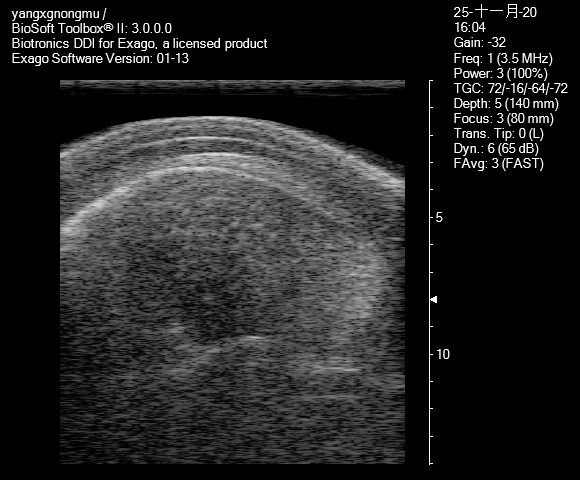 yangxgnongmu /
BioSoft Toolbox® II: 3.0.0.0
Biotronics DDI for Exago, a licensed product
Exago Software Version: 01-13
25-十一月-20
16:04
Gain: -32
Freq: 1 (3.5 MHz)
Power: 3 (100%)
TGC: 72/-16/-64/-72
Depth: 5 (140 mm)
Focus: 3 (80 mm)
Trans. Tip: 0 (L)
Dyn.: 6 (65 dB)
FAvg: 3 (FAST)
5
10